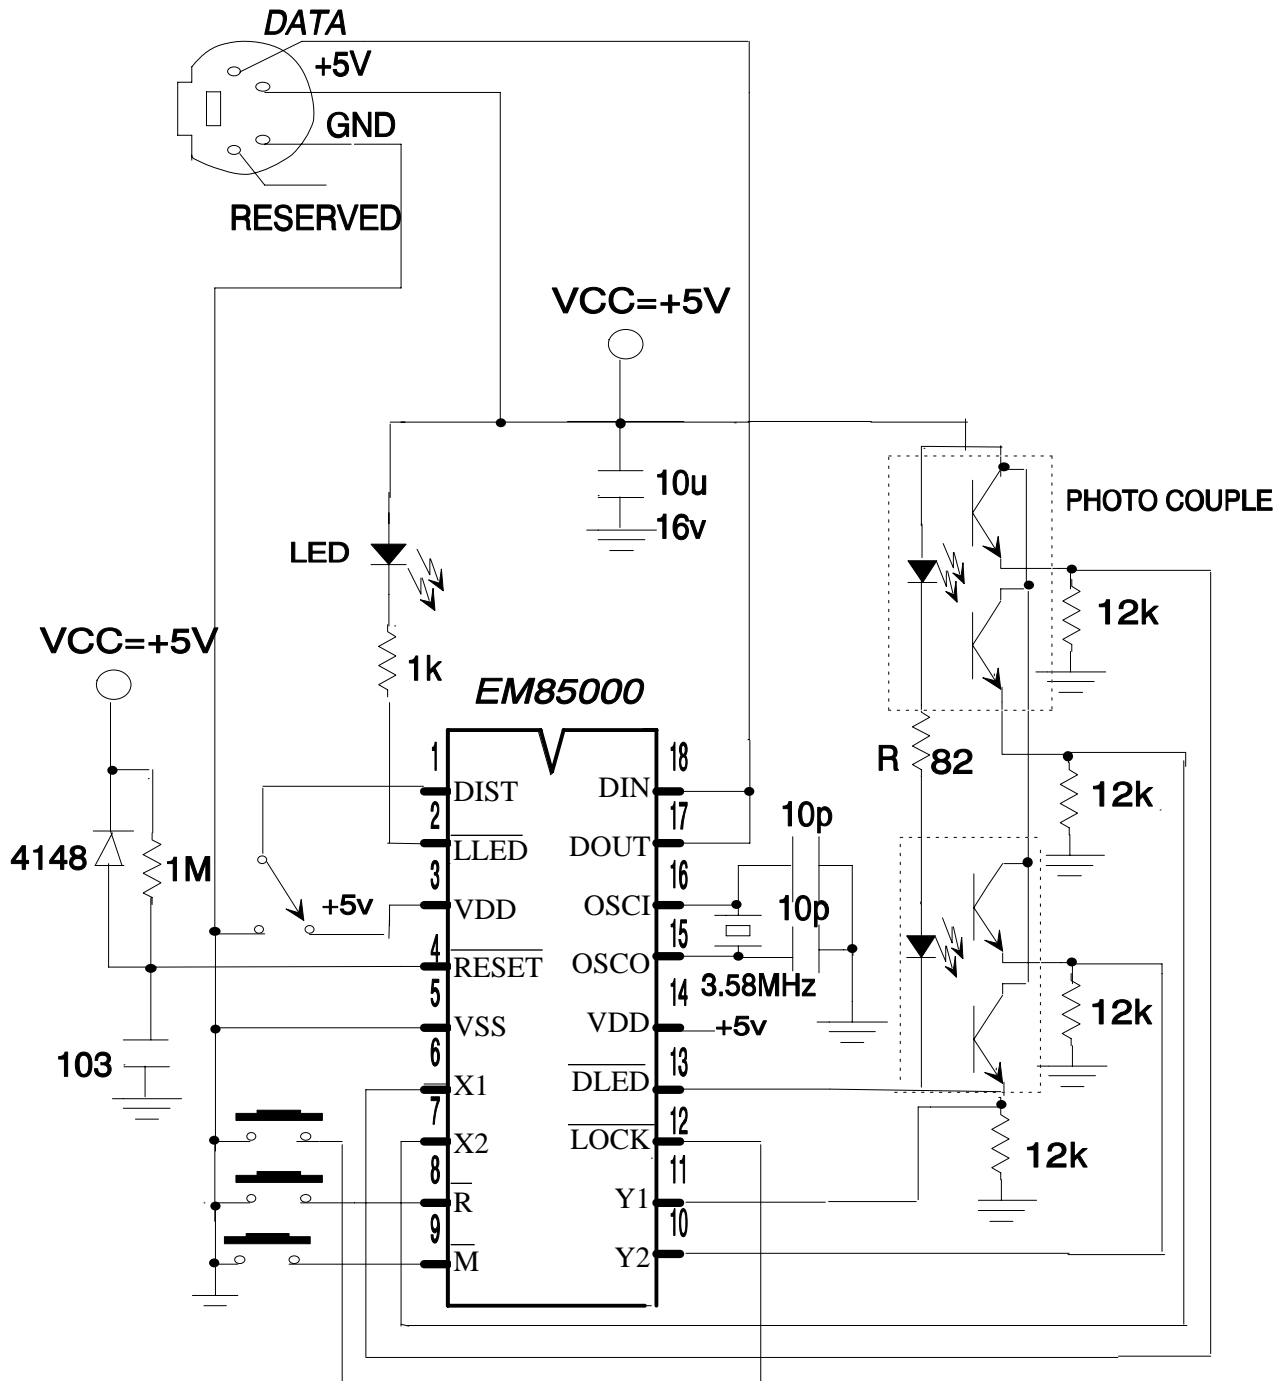 DATA
+5V
GND
RESERVED
VCC=+5V
10u
16v
PHOTO COUPLE
LED
12k
VCC=+5V
1k
EM85000
1
18
R 82
DIST
DIN
2
17
10p
12k
4148
1M
LLED
DOUT
3
16
+5v
VDD
OSCI
10p
4
15
RESET
OSCO
5
14
3.58MHz
12k
VSS
VDD
+5v
103
6
13
X1
DLED
7
12
X2
LOCK
12k
8
11
R
Y1
9
10
M
Y2